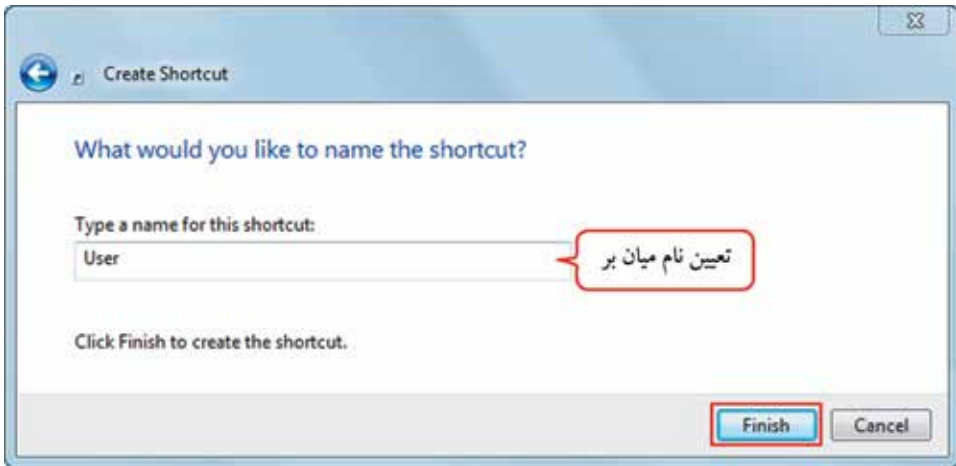 Create Shortcut
What would you like to name the shortcut?
Type a name for this shortcut:
User
تعیین نام میان بر
Click Finish to create the shortcut.
Finish
Cancel